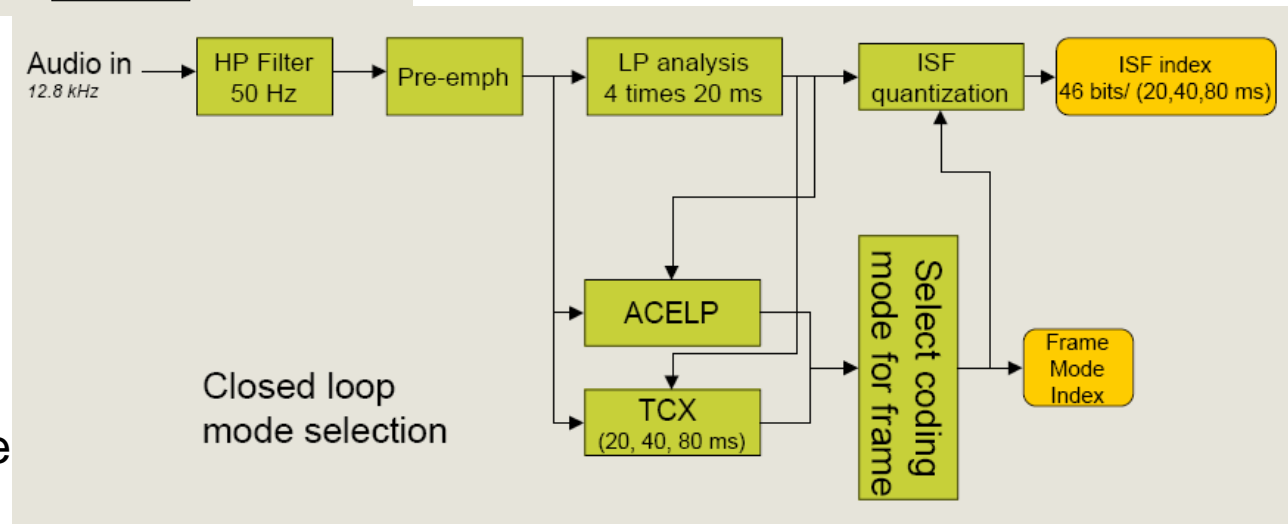 Audio in
12.8 kHz
HP Filter
50 Hz
Pre-emph
LP analysis
4 times 20 ms
ISF
quantization
ISF index
46 bits/ (20,40,80 ms)
ACELP
TCX
(20, 40, 80 ms)
Select coding
mode for frame
Frame
Mode
Index
Closed loop
mode selection
e